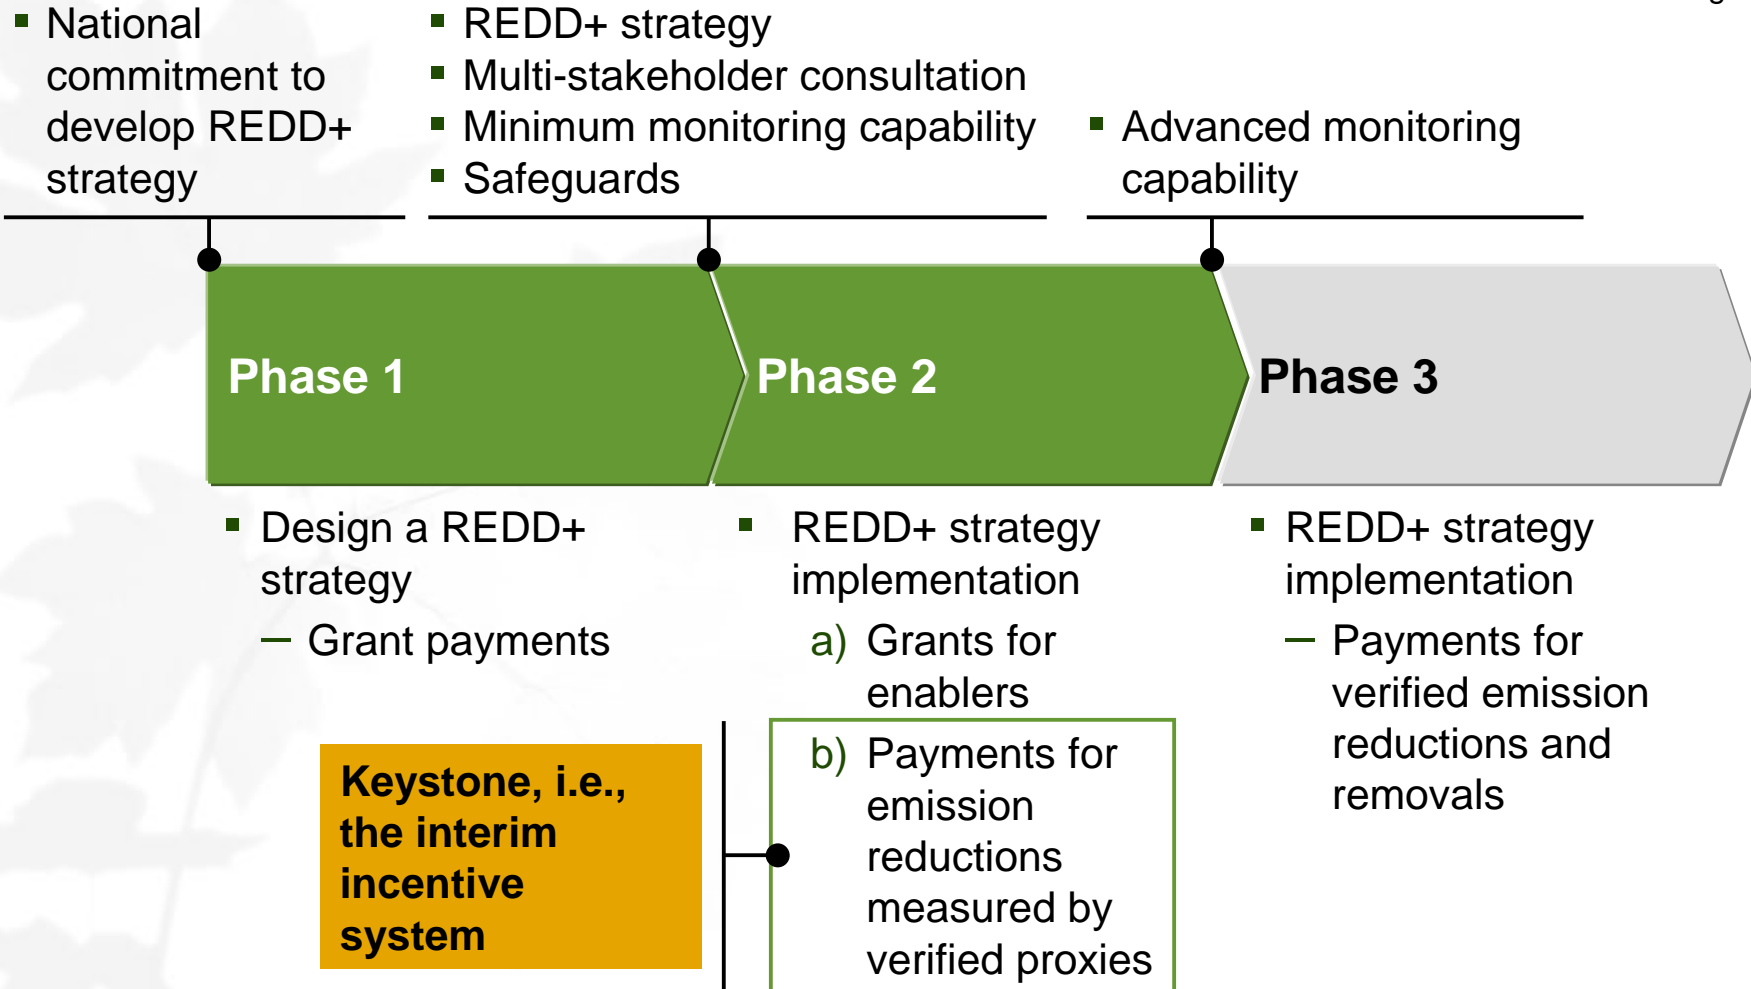 ▪ National
commitment to
develop REDD+
strategy
▪ REDD+ strategy
▪ Multi-stakeholder consultation
▪ Minimum monitoring capability
▪ Safeguards
▪ Advanced monitoring
capability
Phase 1
Phase 2
Phase 3
▪ Design a REDD+
strategy
— Grant payments
▪ REDD+ strategy
implementation
a) Grants for
enablers
b) Payments for
emission
reductions
measured by
verified proxies
▪ REDD+ strategy
implementation
— Payments for
verified emission
reductions and
removals
Keystone, i.e.,
the interim
incentive
system